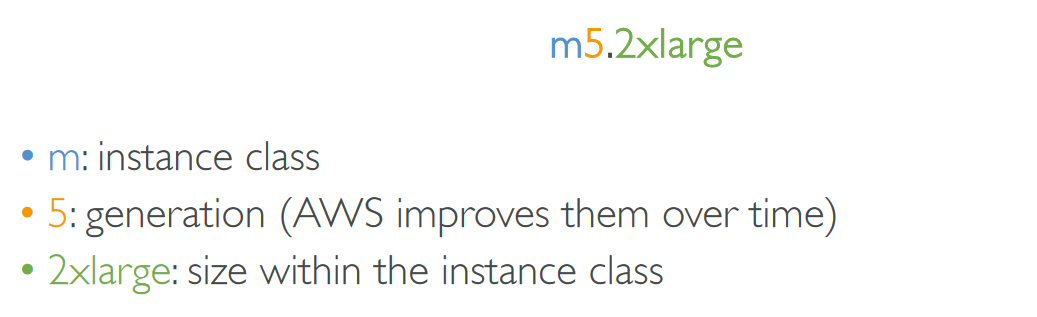 m5.2xlarge
• m: instance class
• 5: generation (AWS improves them over time)
• 2xlarge: size within the instance class